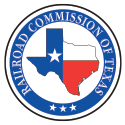 RAILROAD COMMISSION OF TEXAS